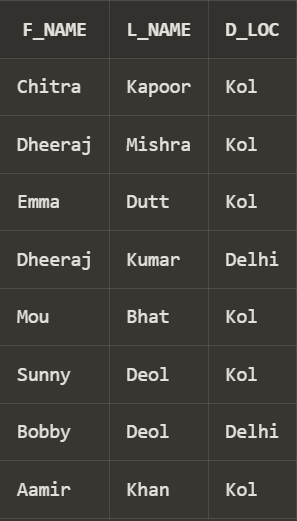 F_NAME L_NAME D_LOC
Chitra Kapoor Kol
Dheeraj Mishra Kol
Emma Dutt Kol
Dheeraj Kumar Delhi
Mou Bhat Kol
Sunny Deol Kol
Bobby Deol Delhi
Aamir Khan Kol